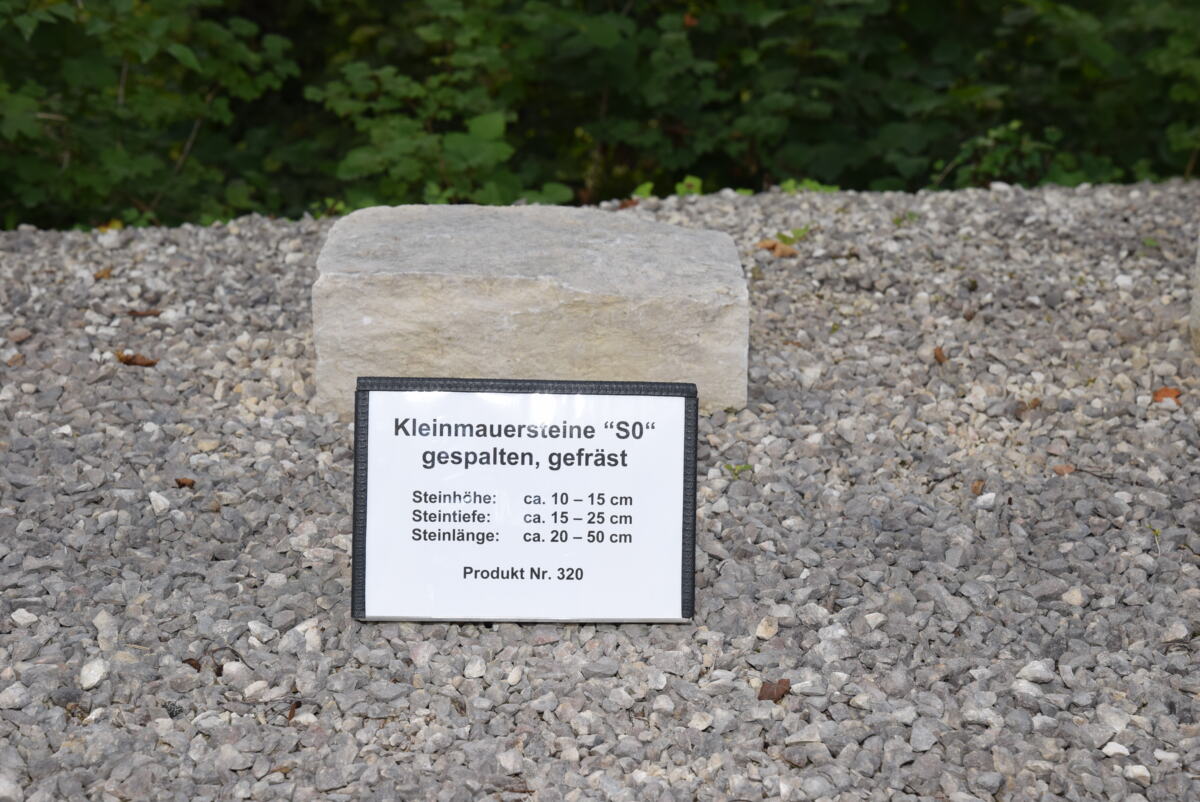 Kleinmauersteine “S0“
gespalten, gefräst
Steinhöhe: ca. 10 – 15 cm
Steintiefe: ca. 15 – 25 cm
Steinlänge: ca. 20 – 50 cm
Produkt Nr. 320